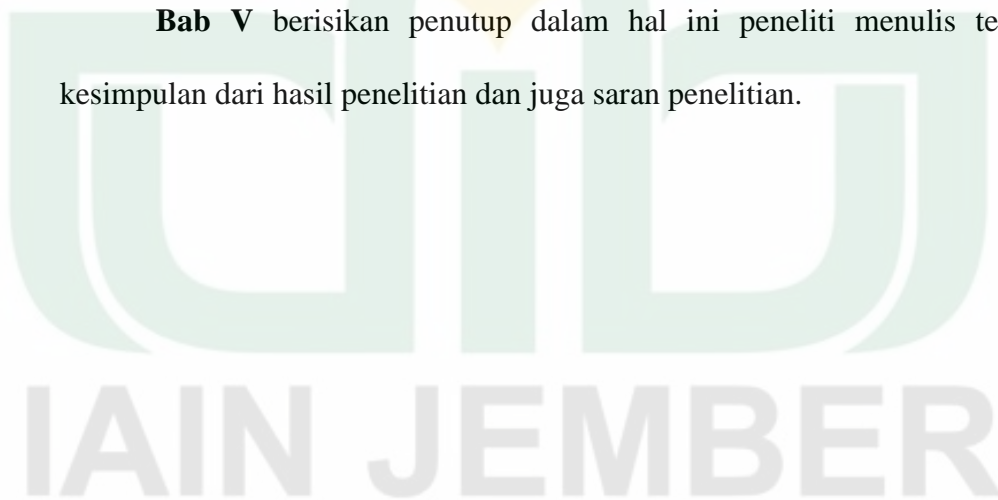 Bab V berisikan penutup dalam hal ini peneliti menulis te
kesimpulan dari hasil penelitian dan juga saran penelitian.
IAIN JEMBER